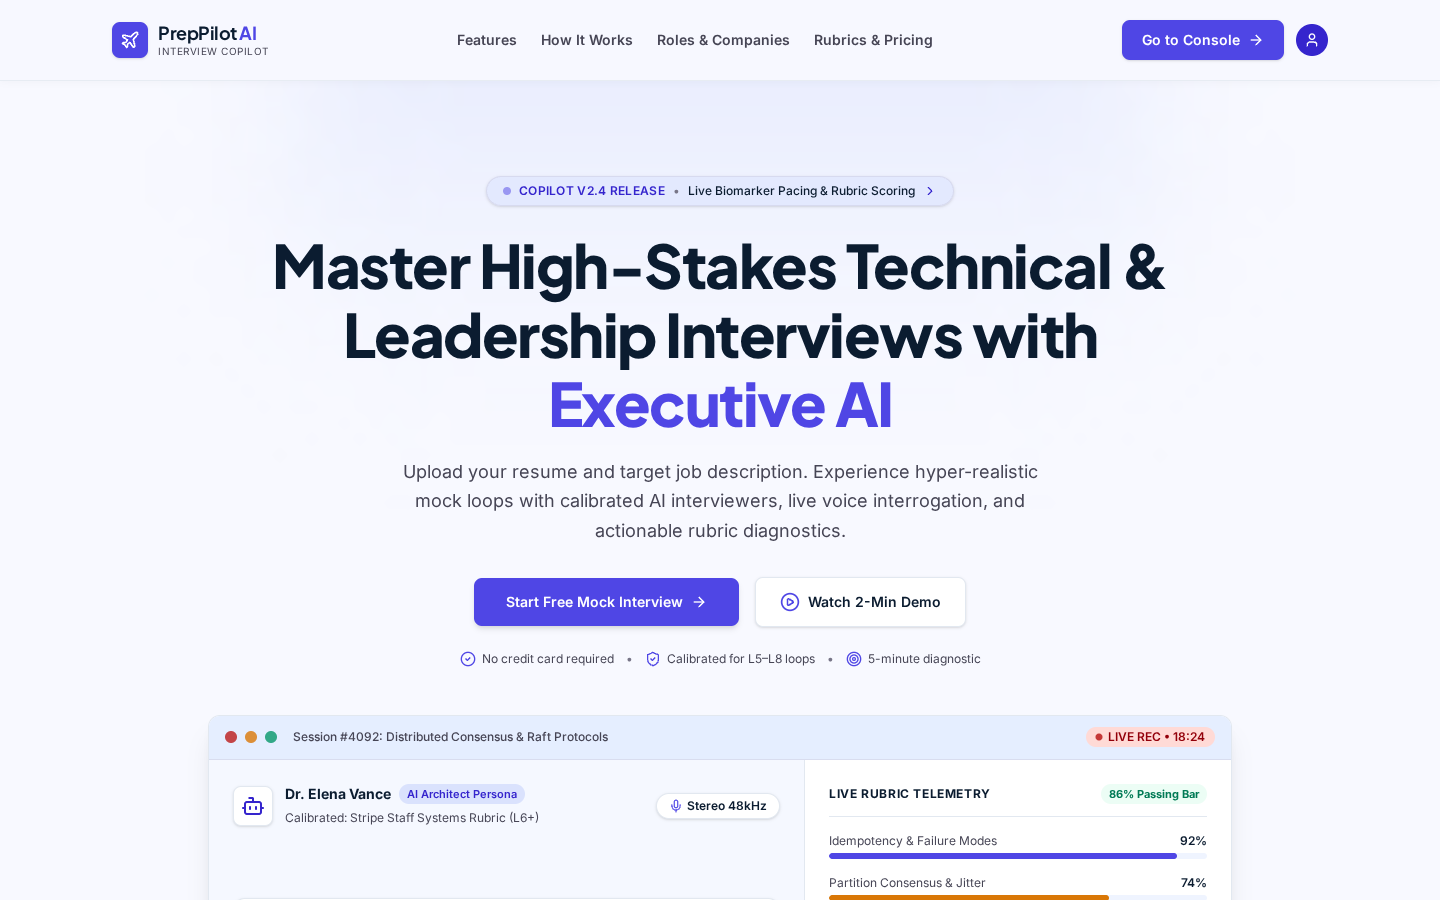 PrepPilot AI
INTERVIEW COPILOT
Features
How It Works
Roles & Companies
Rubrics & Pricing
Go to Console
COPILOT V2.4 RELEASE • Live Biomarker Pacing & Rubric Scoring
Master High-Stakes Technical &
Leadership Interviews with
Executive AI
Upload your resume and target job description. Experience hyper-realistic
mock loops with calibrated AI interviewers, live voice interrogation, and
actionable rubric diagnostics.
Start Free Mock Interview
Watch 2-Min Demo
No credit card required • Calibrated for L5–L8 loops • 5-minute diagnostic
Session #4092: Distributed Consensus & Raft Protocols
LIVE REC • 18:24
Dr. Elena Vance
AI Architect Persona
Calibrated: Stripe Staff Systems Rubric (L6+)
Stereo 48kHz
LIVE RUBRIC TELEMETRY
86% Passing Bar
Idempotency & Failure Modes
92%
Partition Consensus & Jitter
74%